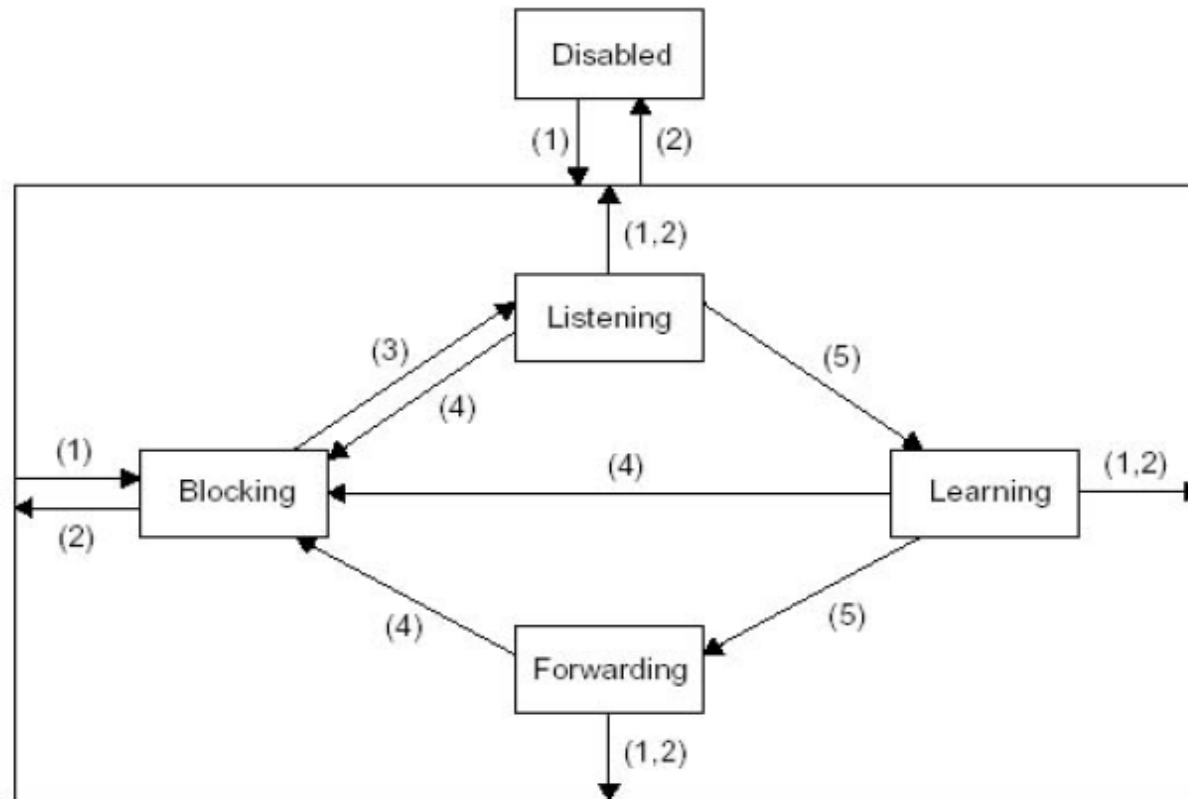 Disabled
(1)
(2)
(1,2)
Listening
(3)
(5)
(4)
(1)
(4)
(1,2)
Blocking
Learning
(2)
(4)
(5)
Forwarding
(1,2)